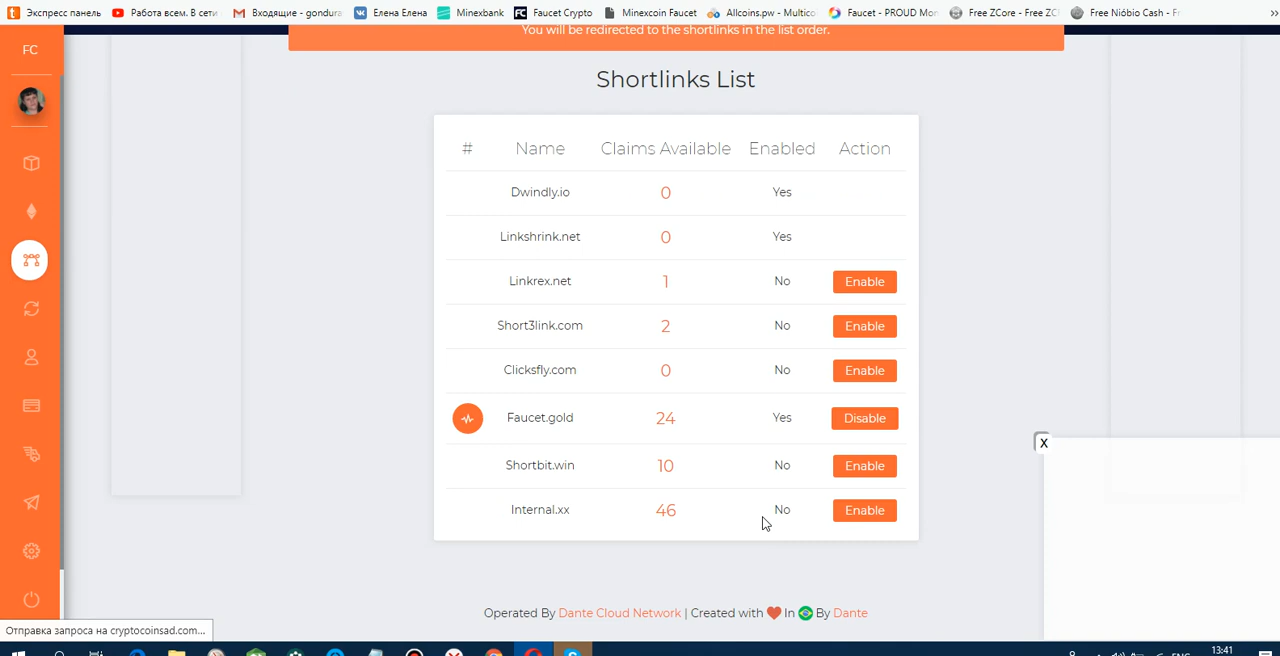 Экспресс панель Работа всем. В сети Входящие - gondura Елена Елена Minexbank Faucet Crypto Minexcoin Faucet Allcoins.pw - Multico Faucet - PROUD Mon Free ZCore - Free ZC Free Nióbio Cash - Fr »
FC
You will be redirected to the shortlinks in the list order.
Shortlinks List
# Name Claims Available Enabled Action
Dwindly.io 0 Yes
Linkshrink.net 0 Yes
Linkrex.net 1 No Enable
Short3link.com 2 No Enable
Clicksfly.com 0 No Enable
Faucet.gold 24 Yes Disable
X
Shortbit.win 10 No Enable
Internal.xx 46 No Enable
Operated By Dante Cloud Network | Created with In By Dante
Отправка запроса на cryptocoinsad.com...
ENG 13:41